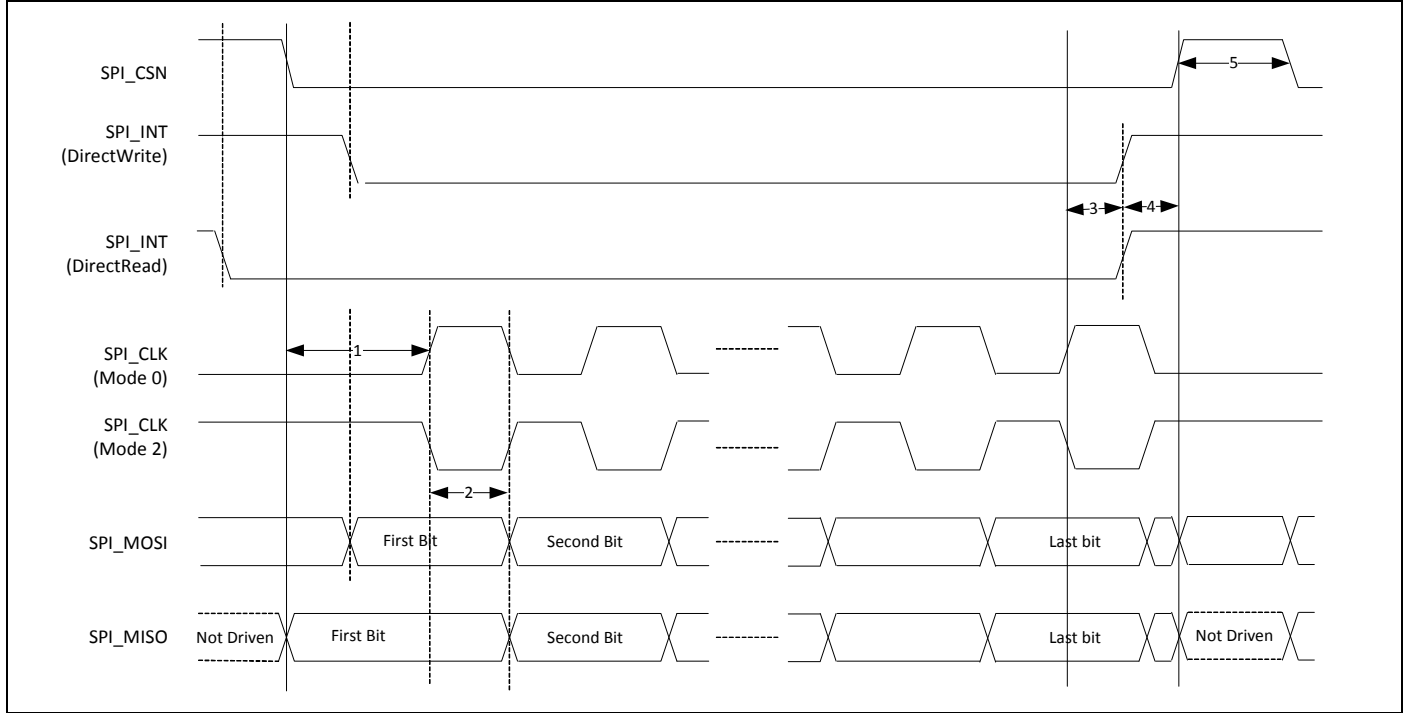 SPI_CSN
5
SPI_INT
(DirectWrite)
3
4
SPI_INT
(DirectRead)
1
SPI_CLK
(Mode 0)
SPI_CLK
(Mode 2)
2
SPI_MOSI
First Bit
Second Bit
Last bit
SPI_MISO
Not Driven
First Bit
Second Bit
Last bit
Not Driven